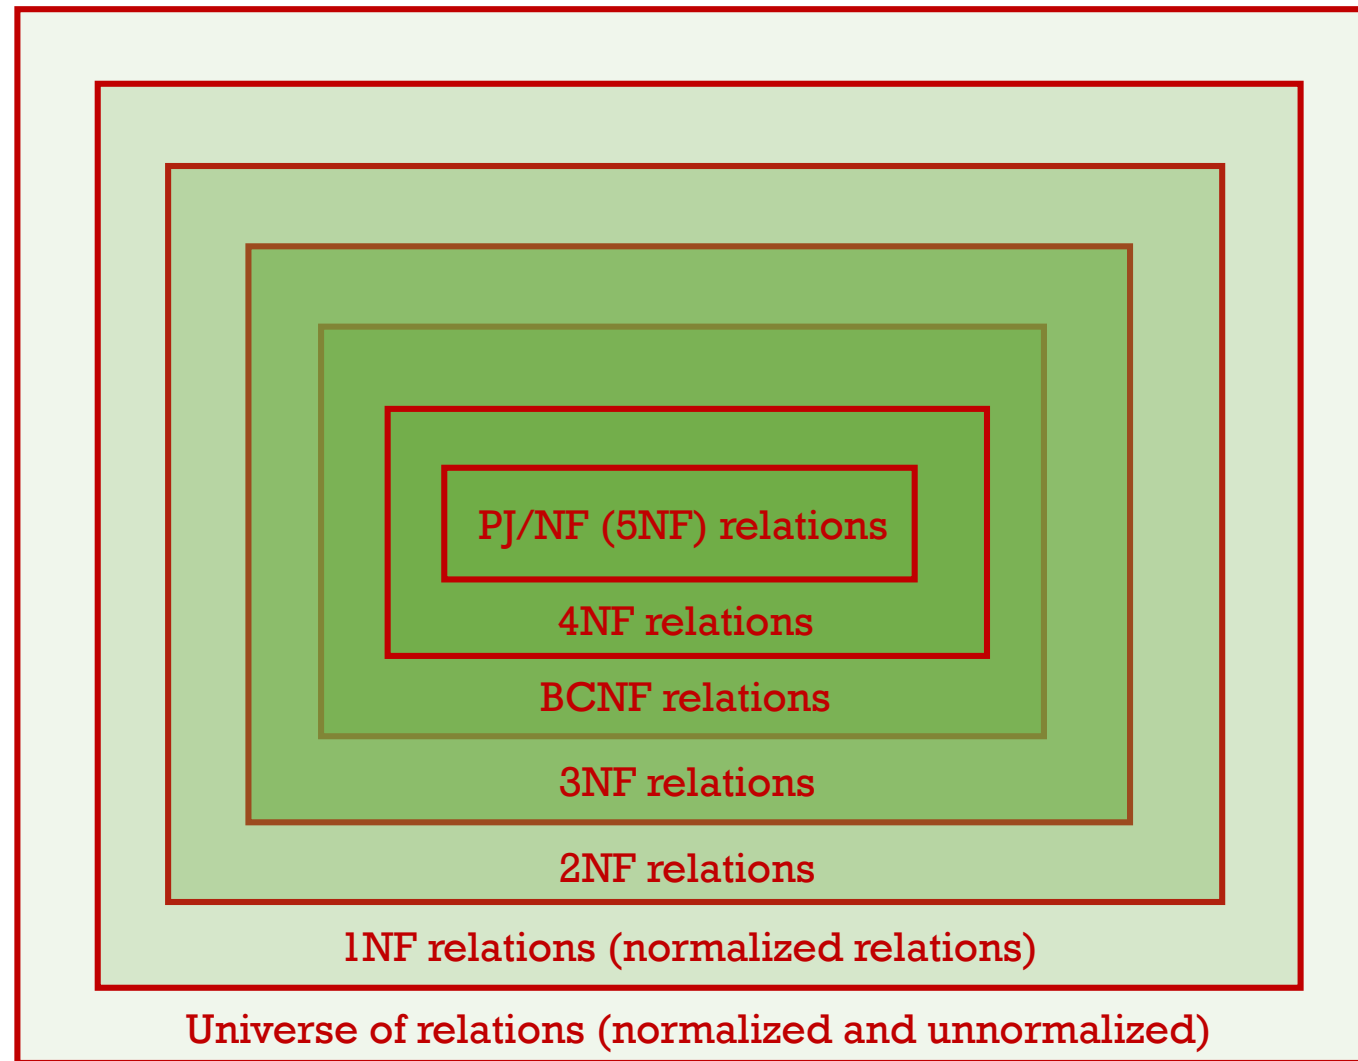 PJ/NF (5NF) relations
4NF relations
BCNF relations
3NF relations
2NF relations
1NF relations (normalized relations)
Universe of relations (normalized and unnormalized)